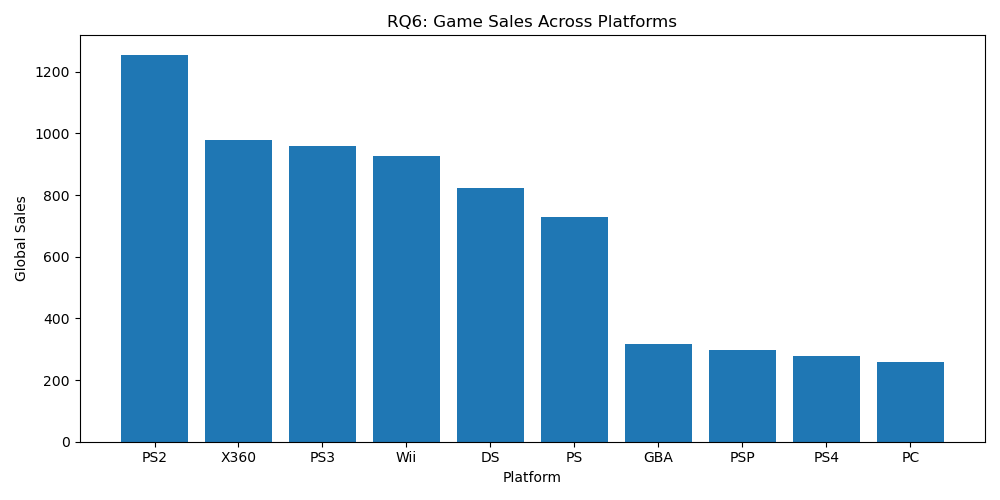 RQ6: Game Sales Across Platforms
1200
1000
800
600
400
200
0
Global Sales
PS2 X360 PS3 Wii DS PS GBA PSP PS4 PC
Platform